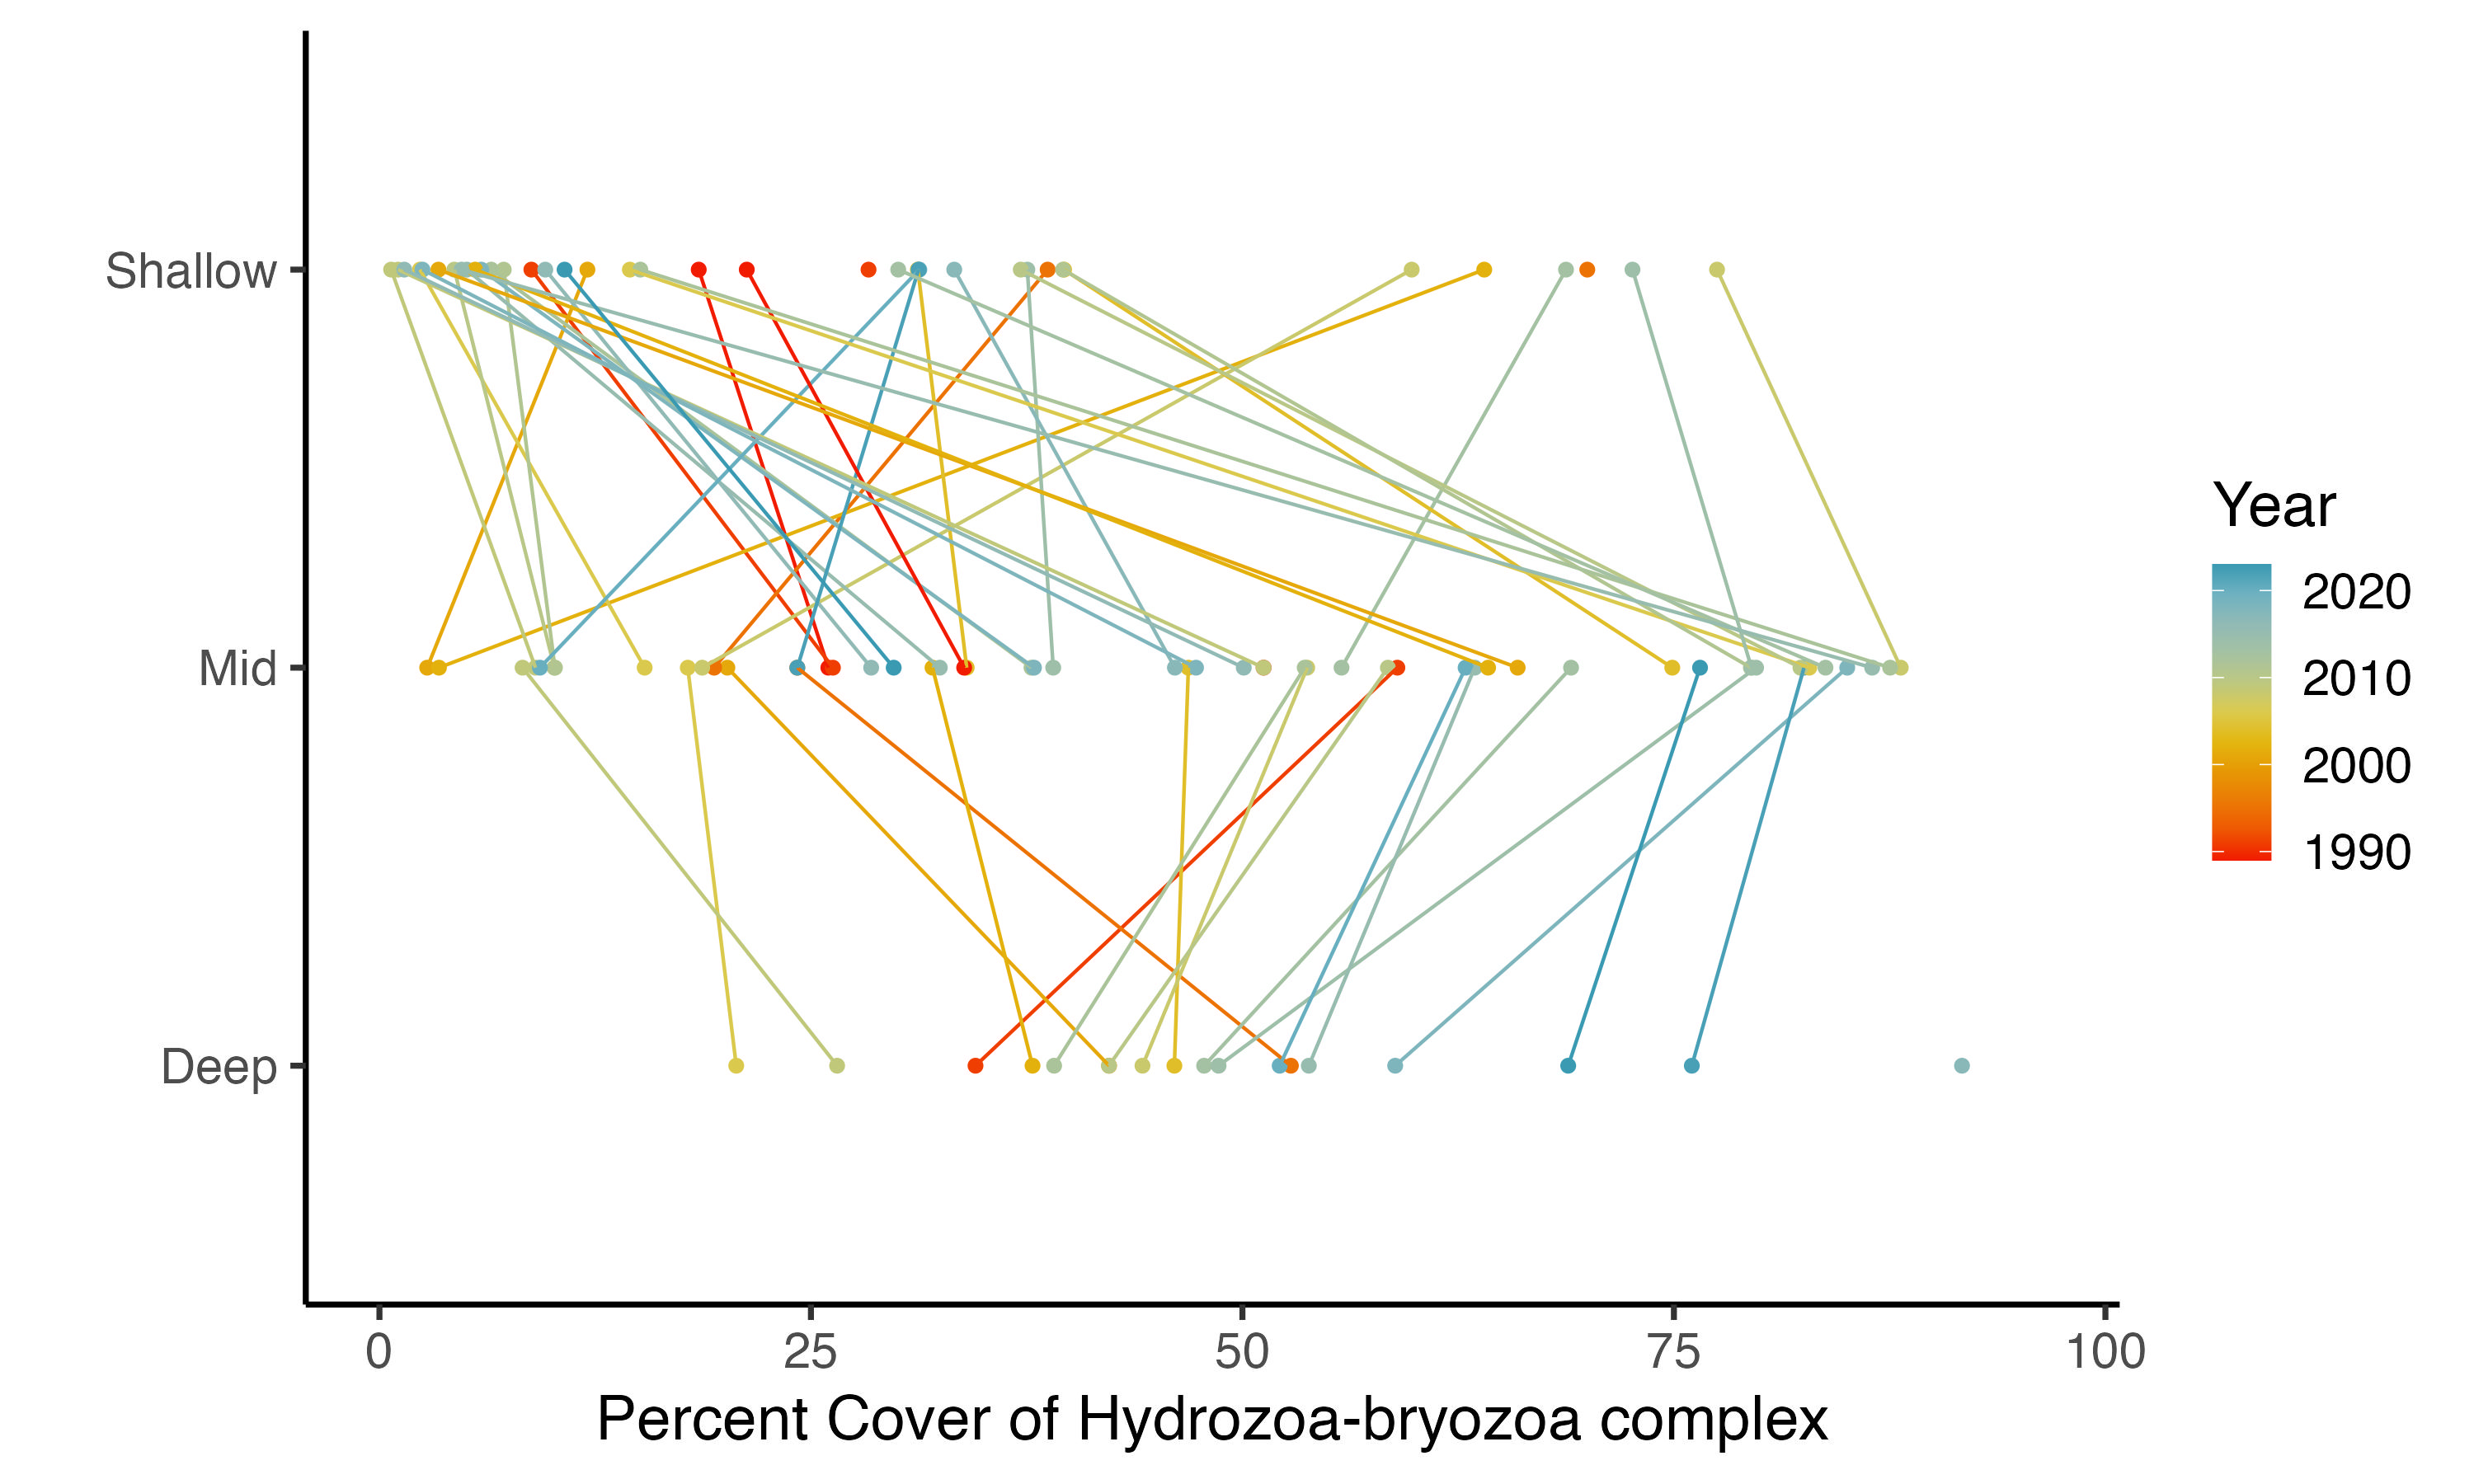 Shallow
Mid
Deep
0 25 50 75 100
Percent Cover of Hydrozoa-bryozoa complex
Year
2020
2010
2000
1990